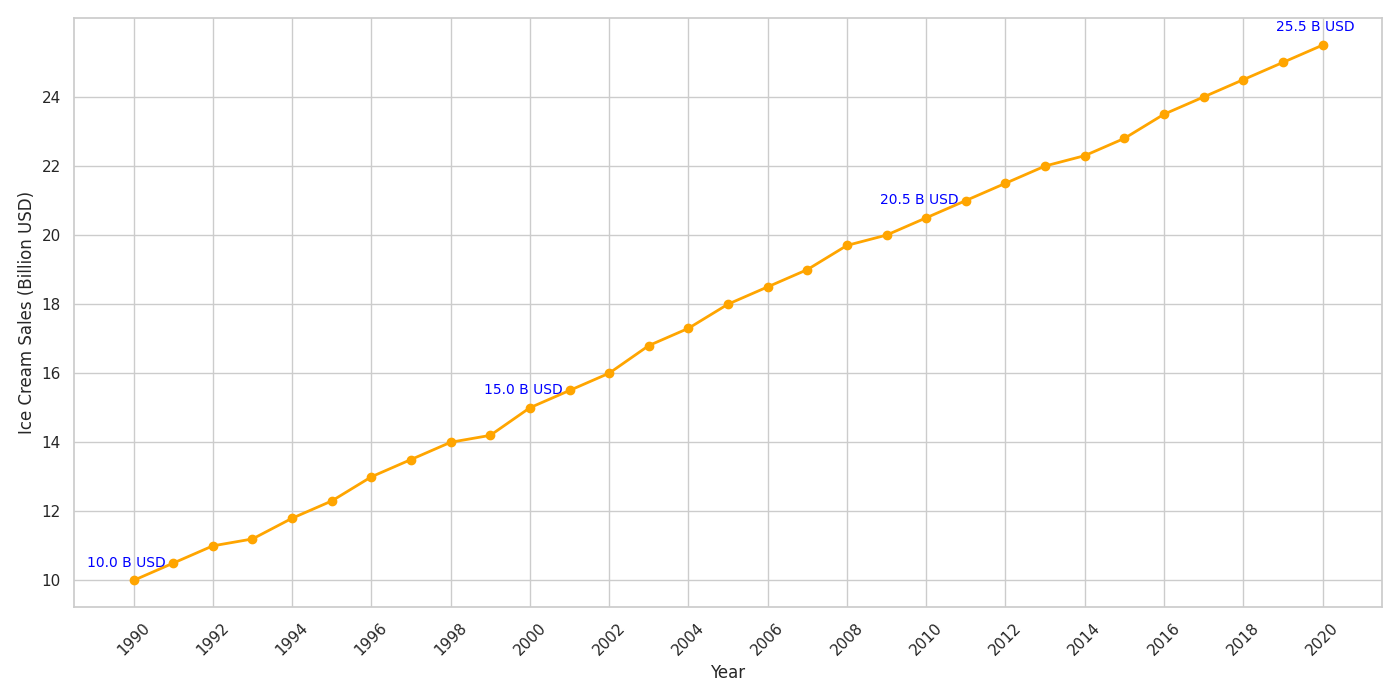 25.5 B USD
24
22
20.5 B USD
20
18
16
15.0 B USD
14
12
10.0 B USD
10
Ice Cream Sales (Billion USD)
1990 1992 1994 1996 1998 2000 2002 2004 2006 2008 2010 2012 2014 2016 2018 2020
Year